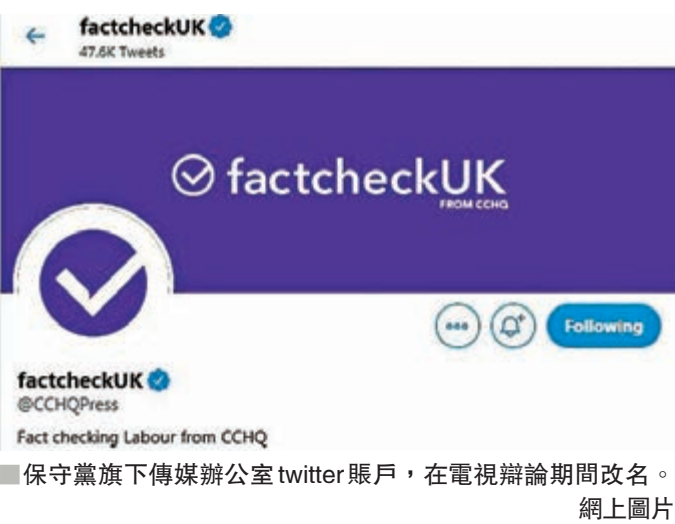 factcheckUK
47.6K Tweets
factcheckUK
FROM CCHQ
Following
factcheckUK
@CCHQPress
Fact checking Labour from CCHQ
保守黨旗下傳媒辦公室twitter賬戶，在電視辯論期間改名。
網上圖片